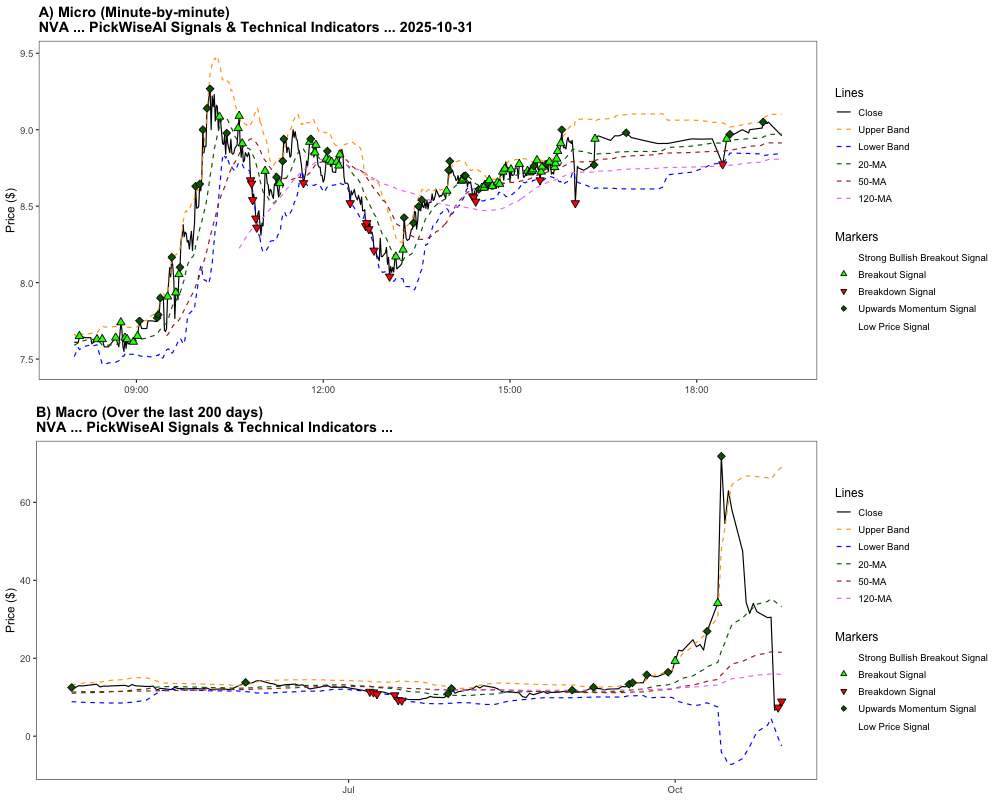 A) Micro (Minute-by-minute)
NVA ... PickWiseAI Signals & Technical Indicators ... 2025-10-31
9.5
9.0
8.5
8.0
7.5
Price ($)
09:00
12:00
15:00
18:00
Lines
Close
Upper Band
Lower Band
20-MA
50-MA
120-MA
Markers
Strong Bullish Breakout Signal
Breakout Signal
Breakdown Signal
Upwards Momentum Signal
Low Price Signal
B) Macro (Over the last 200 days)
NVA ... PickWiseAI Signals & Technical Indicators ...
60
40
20
0
Price ($)
Jul
Oct
Lines
Close
Upper Band
Lower Band
20-MA
50-MA
120-MA
Markers
Strong Bullish Breakout Signal
Breakout Signal
Breakdown Signal
Upwards Momentum Signal
Low Price Signal